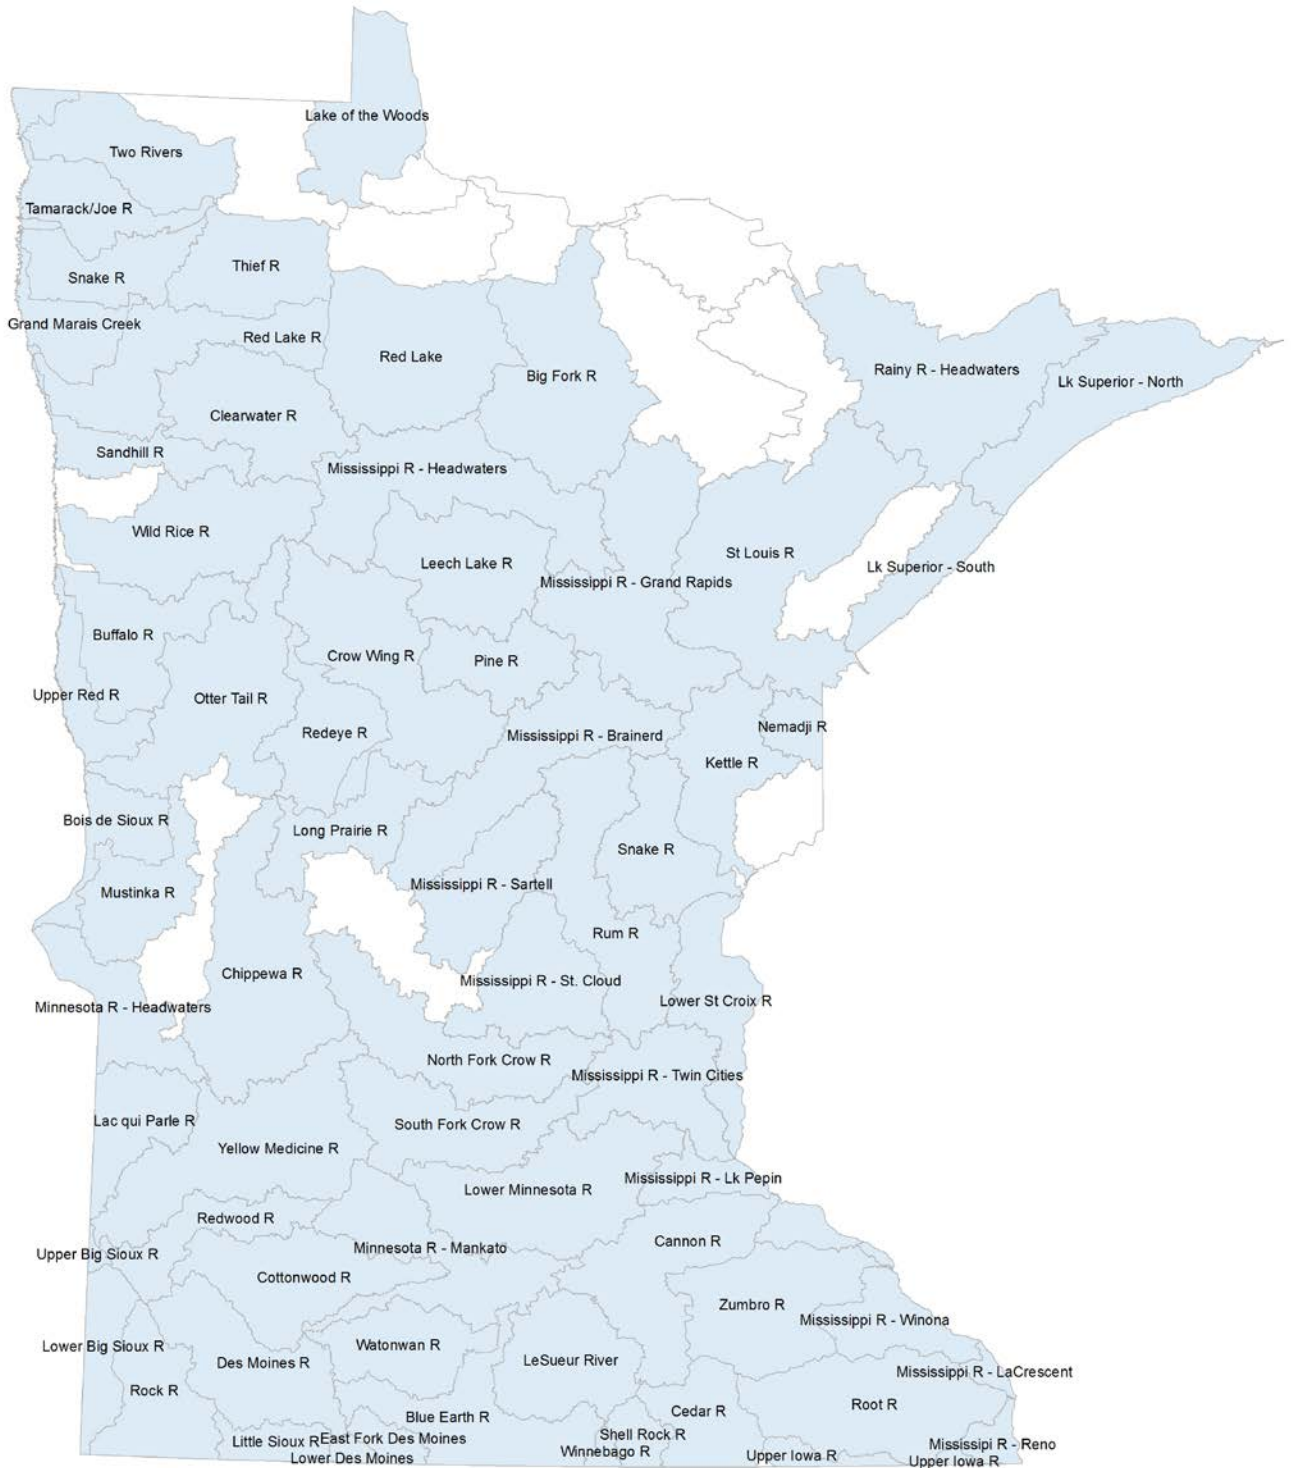 Lake of the Woods
Two Rivers
Tamarack/Joe R
Thief R
Snake R
Grand Marais Creek
Red Lake R
Red Lake
Rainy R - Headwaters
Big Fork R
Lk Superior - North
Clearwater R
Sandhill R
Mississippi R - Headwaters
Wild Rice R
St Louis R
Leech Lake R
Lk Superior - South
Mississippi R - Grand Rapids
Buffalo R
Crow Wing R
Pine R
Upper Red R
Otter Tail R
Nemadji R
Redeye R
Mississippi R - Brainerd
Kettle R
Bois de Sioux R
Long Prairie R
Snake R
Mississippi R - Sartell
Mustinka R
Rum R
Chippewa R
Mississippi R - St. Cloud
Lower St Croix R
Minnesota R - Headwaters
North Fork Crow R
Mississippi R - Twin Cities
Lac qui Parle R
South Fork Crow R
Yellow Medicine R
Mississippi R - Lk Pepin
Lower Minnesota R
Redwood R
Cannon R
Minnesota R - Mankato
Upper Big Sioux R
Cottonwood R
Zumbro R
Mississippi R - Winona
Watonwan R
Lower Big Sioux R
LeSueur River
Des Moines R
Mississippi R - LaCrescent
Rock R
Root R
Cedar R
Blue Earth R
Shell Rock R
East Fork Des Moines
Little Sioux R
Mississipi R - Reno
Winnebago R
Upper Iowa R
Lower Des Moines
Upper Iowa R